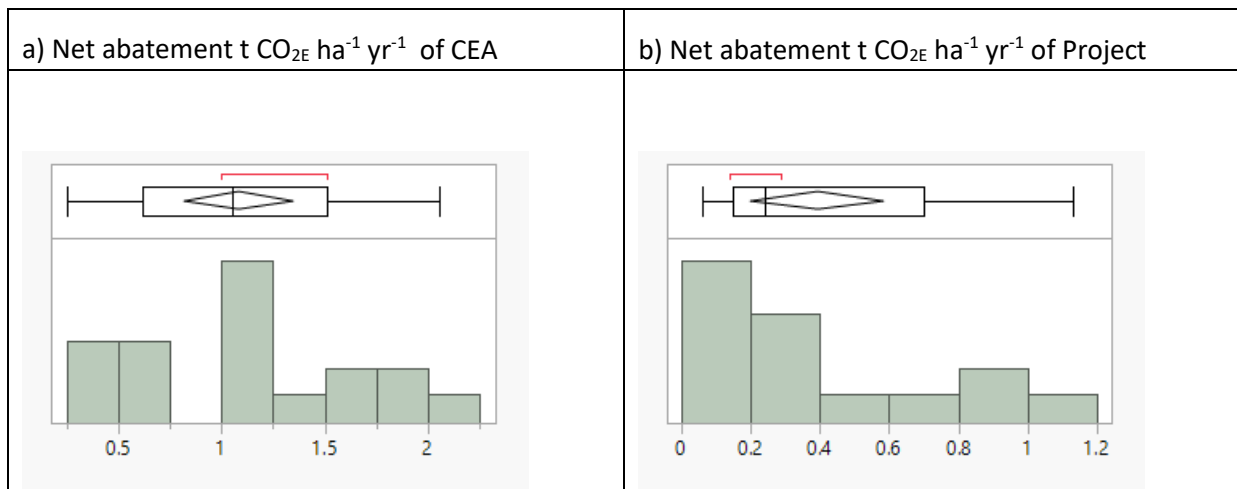 a) Net abatement t CO2E ha-1 yr-1 of CEA
b) Net abatement t CO2E ha-1 yr-1 of Project
0.5 1 1.5 2
0 0.2 0.4 0.6 0.8 1 1.2